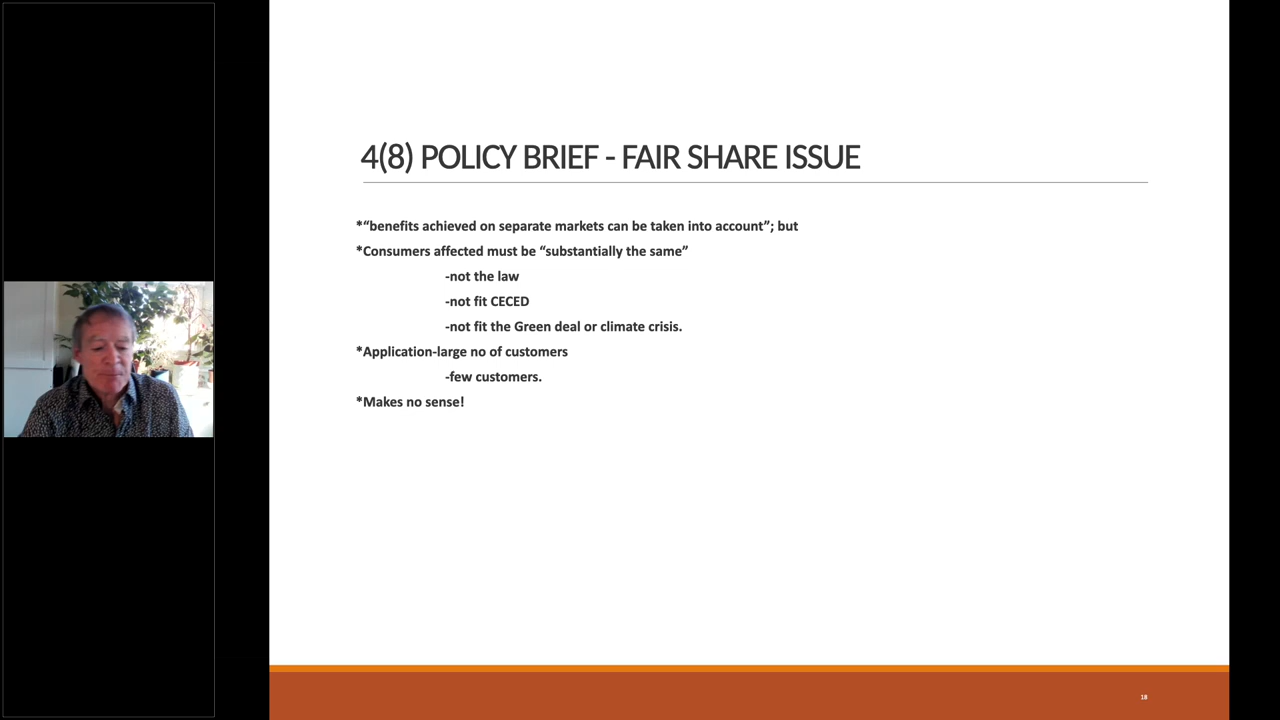 4(8) POLICY BRIEF - FAIR SHARE ISSUE
*“benefits achieved on separate markets can be taken into account”; but
*Consumers affected must be “substantially the same”
-not the law
-not fit CECED
-not fit the Green deal or climate crisis.
*Application-large no of customers
-few customers.
*Makes no sense!
18